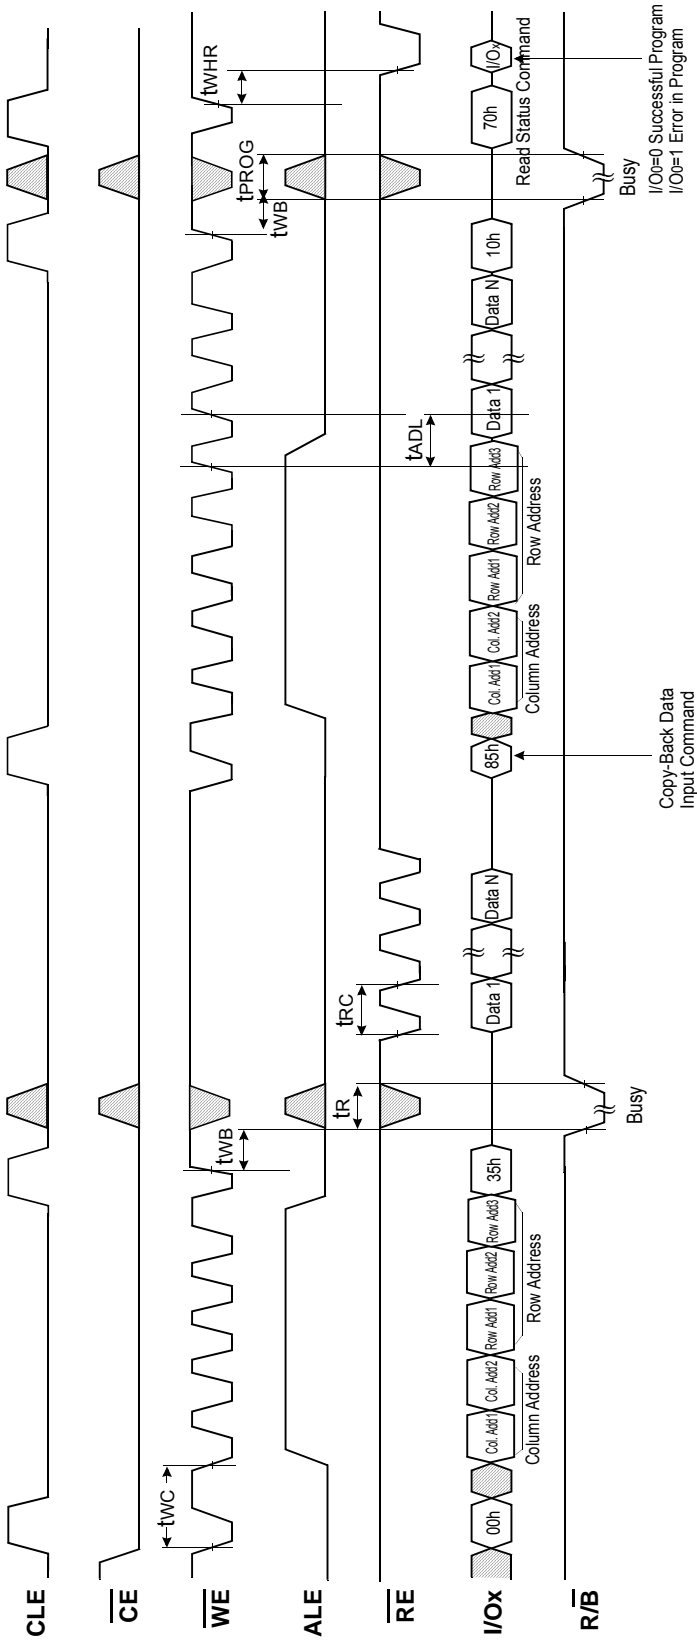 CLE
CE
WE
ALE
RE
I/Ox
R/B
tWC
tWB
tADL
tWB
tPROG
tWHR
tR
tRC
00h
Col. Add1
Col. Add2
Row Add1
Row Add2
Row Add3
35h
Column Address
Row Address
Data 1
Data N
85h
Col. Add1
Col. Add2
Row Add1
Row Add2
Row Add3
Data 1
Data N
10h
70h
I/Ox
Column Address
Row Address
Read Status Command
Busy
Busy
Copy-Back Data
Input Command
I/O0=0 Successful Program
I/O0=1 Error in Program